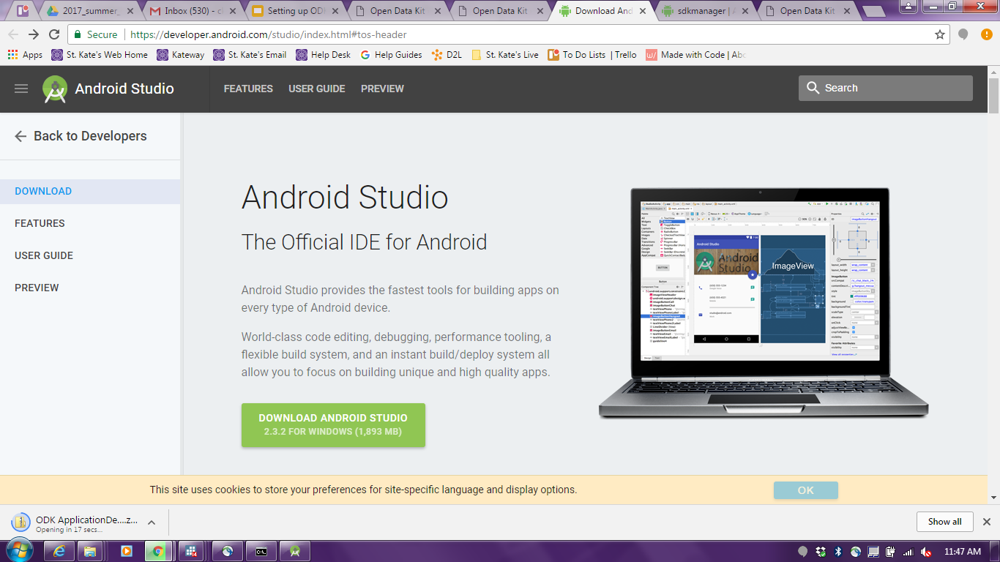 2017_summer_
Inbox (530) - cl
Setting up ODK
Open Data Kit
Open Data Kit
Download And
sdkmanager | A
Open Data Kit
Secure
https://developer.android.com/studio/index.html#tos-header
Apps
St. Kate's Web Home
Kateway
St. Kate's Email
Help Desk
Help Guides
D2L
St. Kate's Live
To Do Lists | Trello
Made with Code | Abo
Android Studio
FEATURES
USER GUIDE
PREVIEW
Search
Back to Developers
DOWNLOAD
FEATURES
USER GUIDE
PREVIEW
Android Studio
The Official IDE for Android
Android Studio provides the fastest tools for building apps on
every type of Android device.
World-class code editing, debugging, performance tooling, a
flexible build system, and an instant build/deploy system all
allow you to focus on building unique and high quality apps.
DOWNLOAD ANDROID STUDIO
2.3.2 FOR WINDOWS (1,893 MB)
Android Studio
Android
Studio
ImageView
This site uses cookies to store your preferences for site-specific language and display options.
OK
ODK ApplicationDe....z...
Opening in 17 secs...
Show all
11:47 AM